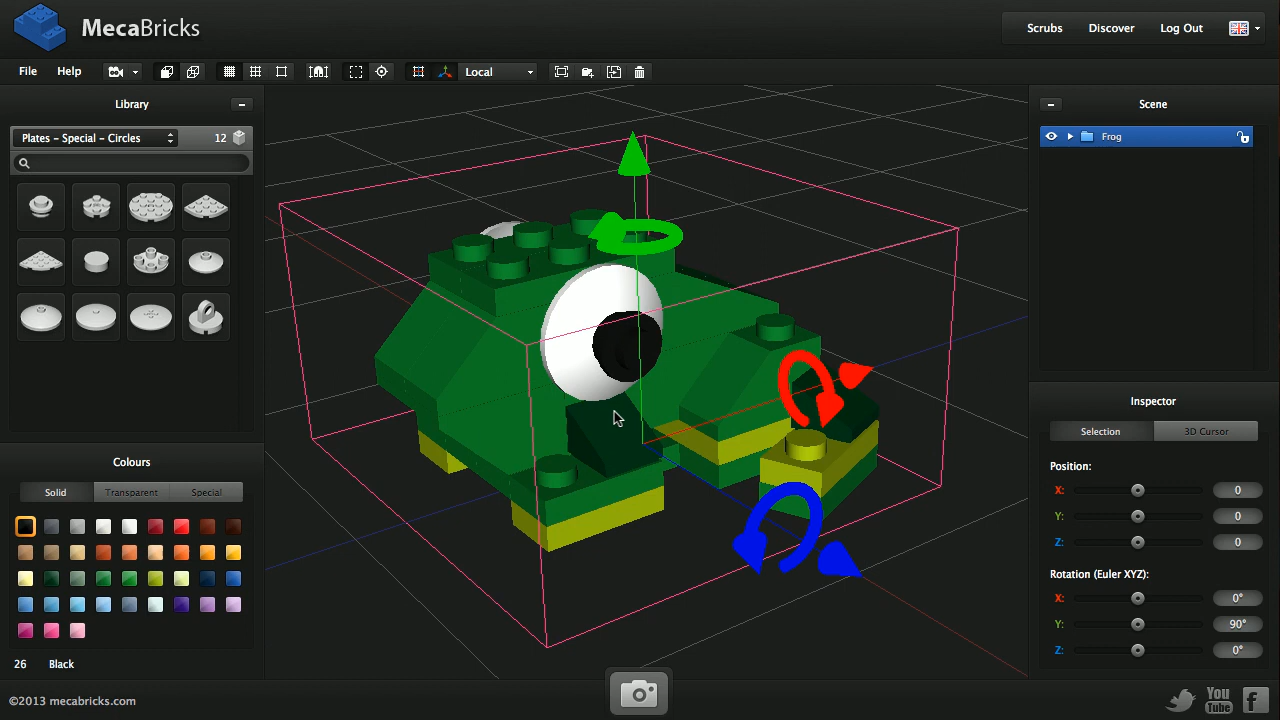 MecaBricks
Scrubs Discover Log Out
File Help Local
Library
Plates - Special - Circles 12
Scene
Frog
Inspector
Selection 3D Cursor
Position:
X: 0
Y: 0
Z: 0
Rotation (Euler XYZ):
X: 0°
Y: 90°
Z: 0°
Colours
Solid Transparent Special
26 Black
©2013 mecabricks.com
You
Tube
f